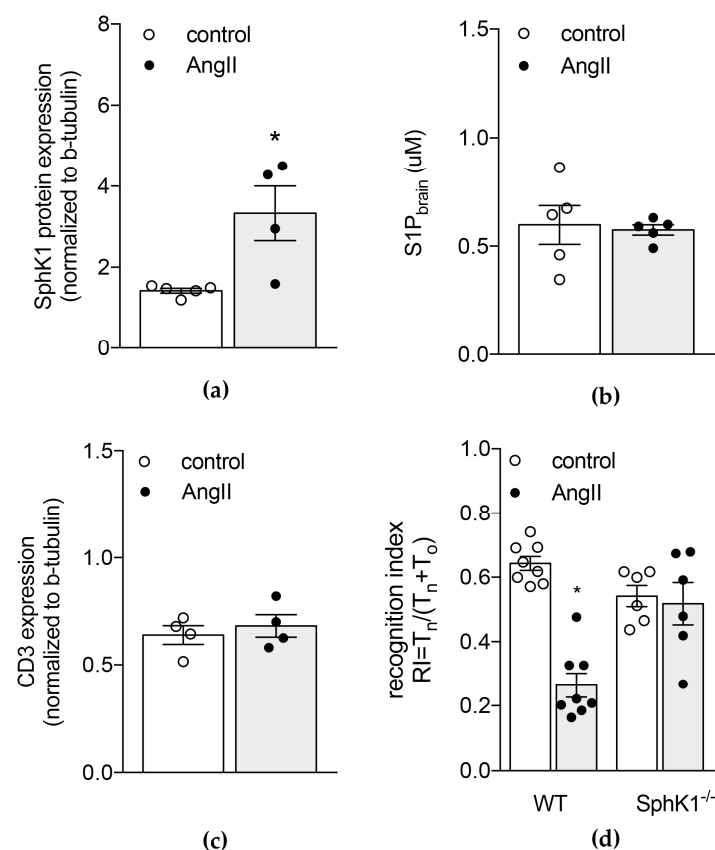 8
6
4
2
0
SphK1 protein expression
(normalized to b-tubulin)
control
AngII
*
(a)
1.5
1.0
0.5
0.0
S1Pbrain (uM)
control
AngII
(b)
1.5
1.0
0.5
0.0
CD3 expression
(normalized to b-tubulin)
control
AngII
(c)
1.0
0.8
0.6
0.4
0.2
0.0
recognition index
RI=Tn/(Tn+To)
control
AngII
*
WT
SphK1-/-
(d)